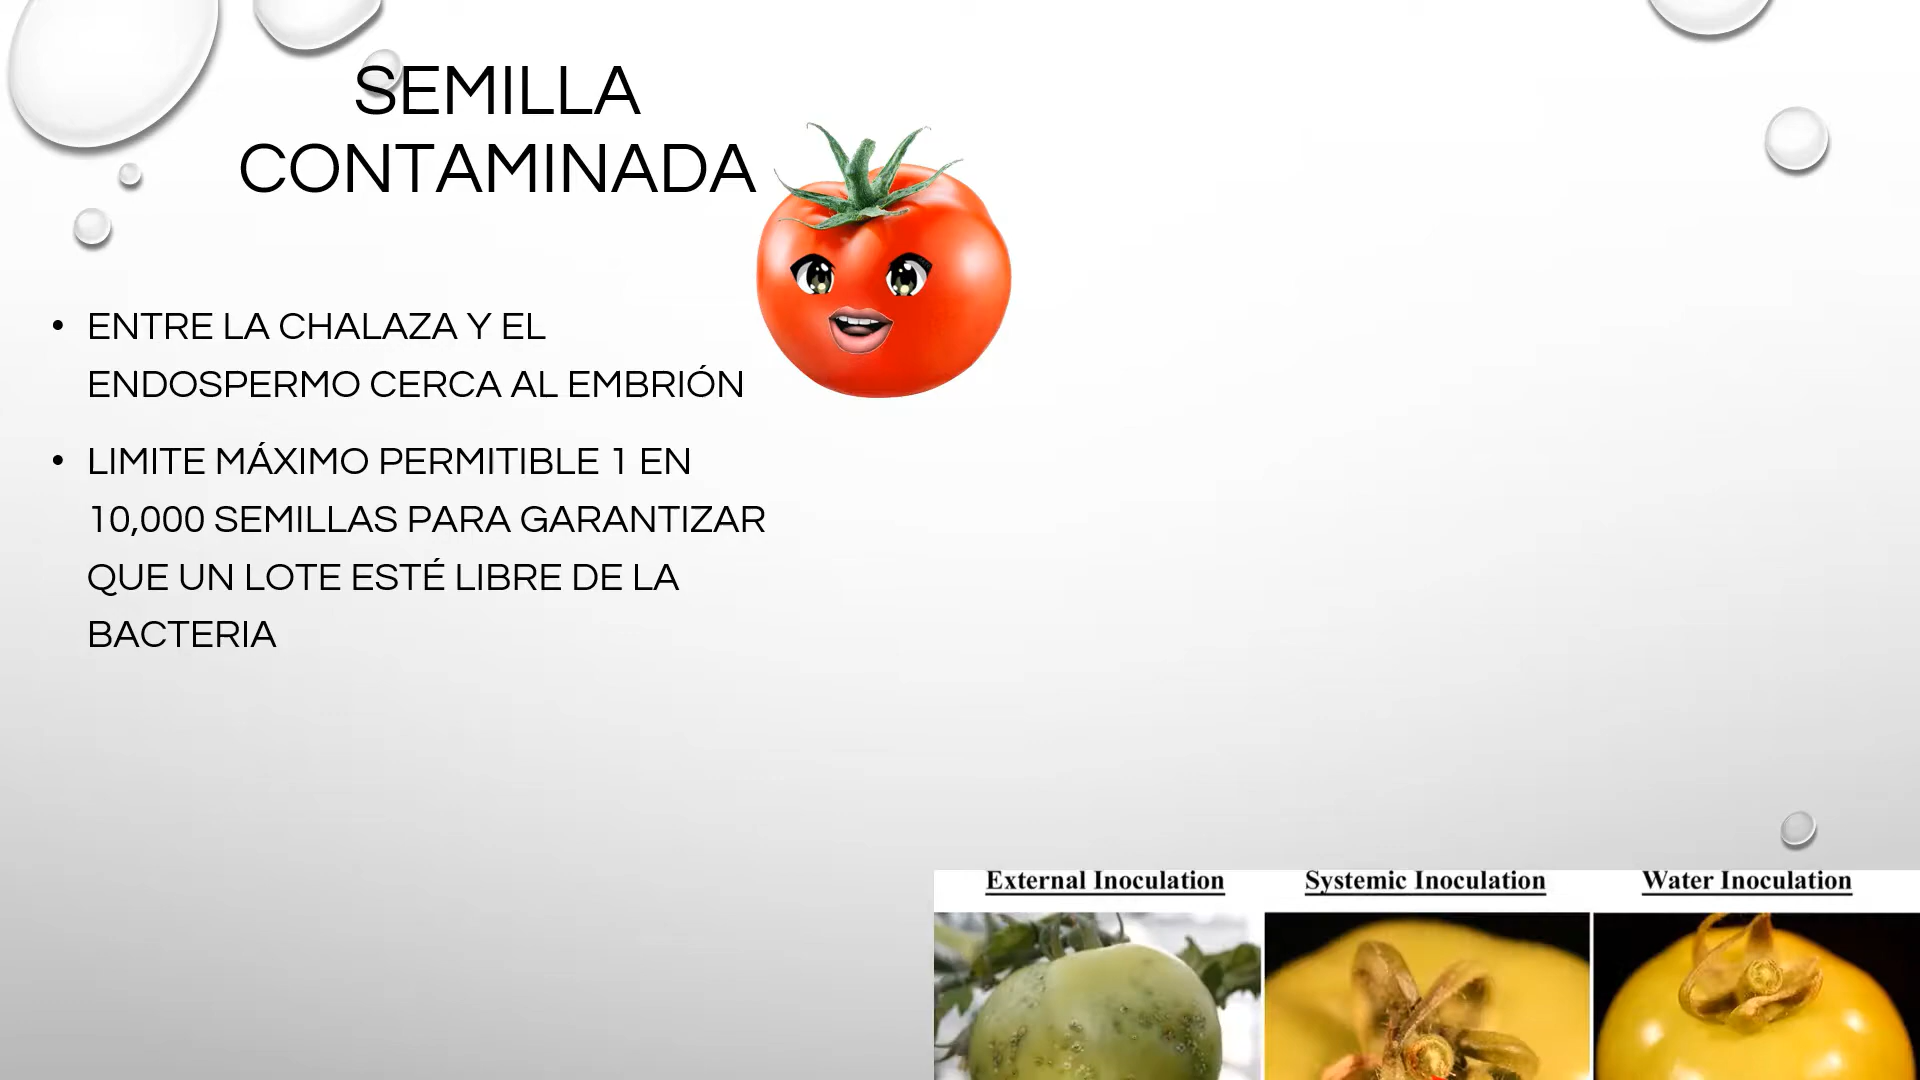 SEMILLA
CONTAMINADA
• ENTRE LA CHALAZA Y EL
ENDOSPERMO CERCA AL EMBRIÓN
• LIMITE MÁXIMO PERMITIBLE 1 EN
10,000 SEMILLAS PARA GARANTIZAR
QUE UN LOTE ESTÉ LIBRE DE LA
BACTERIA
External Inoculation
Systemic Inoculation
Water Inoculation